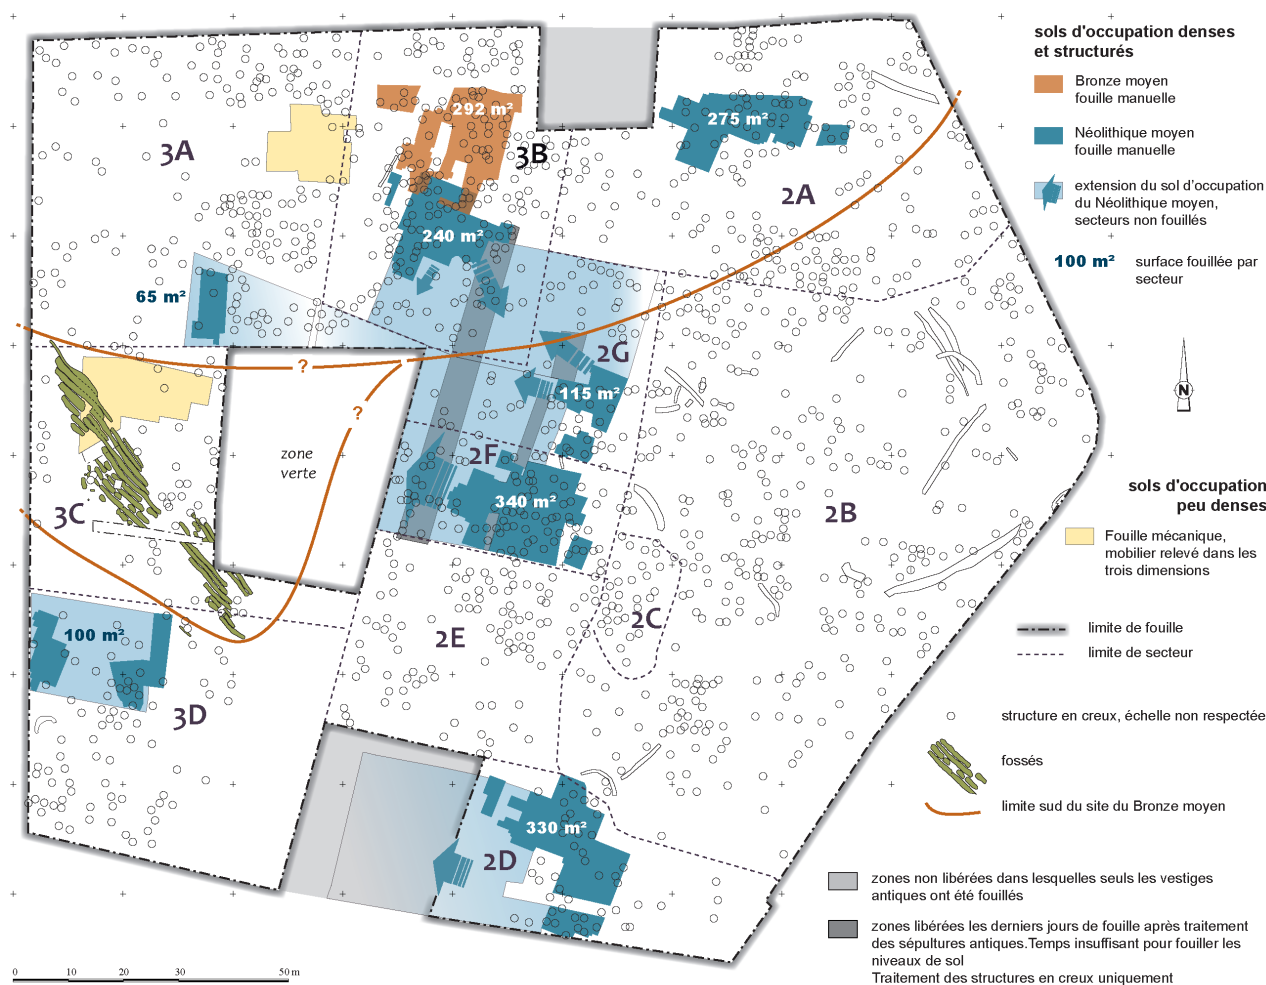 sols d'occupation denses
et structurés
Bronze moyen
fouille manuelle
Néolithique moyen
fouille manuelle
extension du sol d'occupation
du Néolithique moyen,
secteurs non fouillés
100 m²
surface fouillée par
secteur
N
sols d'occupation
peu denses
Fouille mécanique,
mobilier relevé dans les
trois dimensions
limite de fouille
limite de secteur
structure en creux, échelle non respectée
fossés
limite sud du site du Bronze moyen
zones non libérées dans lesquelles seuls les vestiges
antiques ont été fouillés
zones libérées les derniers jours de fouille après traitement
des sépultures antiques.Temps insuffisant pour fouiller les
niveaux de sol
Traitement des structures en creux uniquement
292 m²
275 m²
3A
3B
2A
240 m²
65 m²
2G
?
115 m²
?
zone
verte
2F
340 m²
3C
2B
2C
100 m²
2E
3D
330 m²
2D
0 10 20 30 50 m